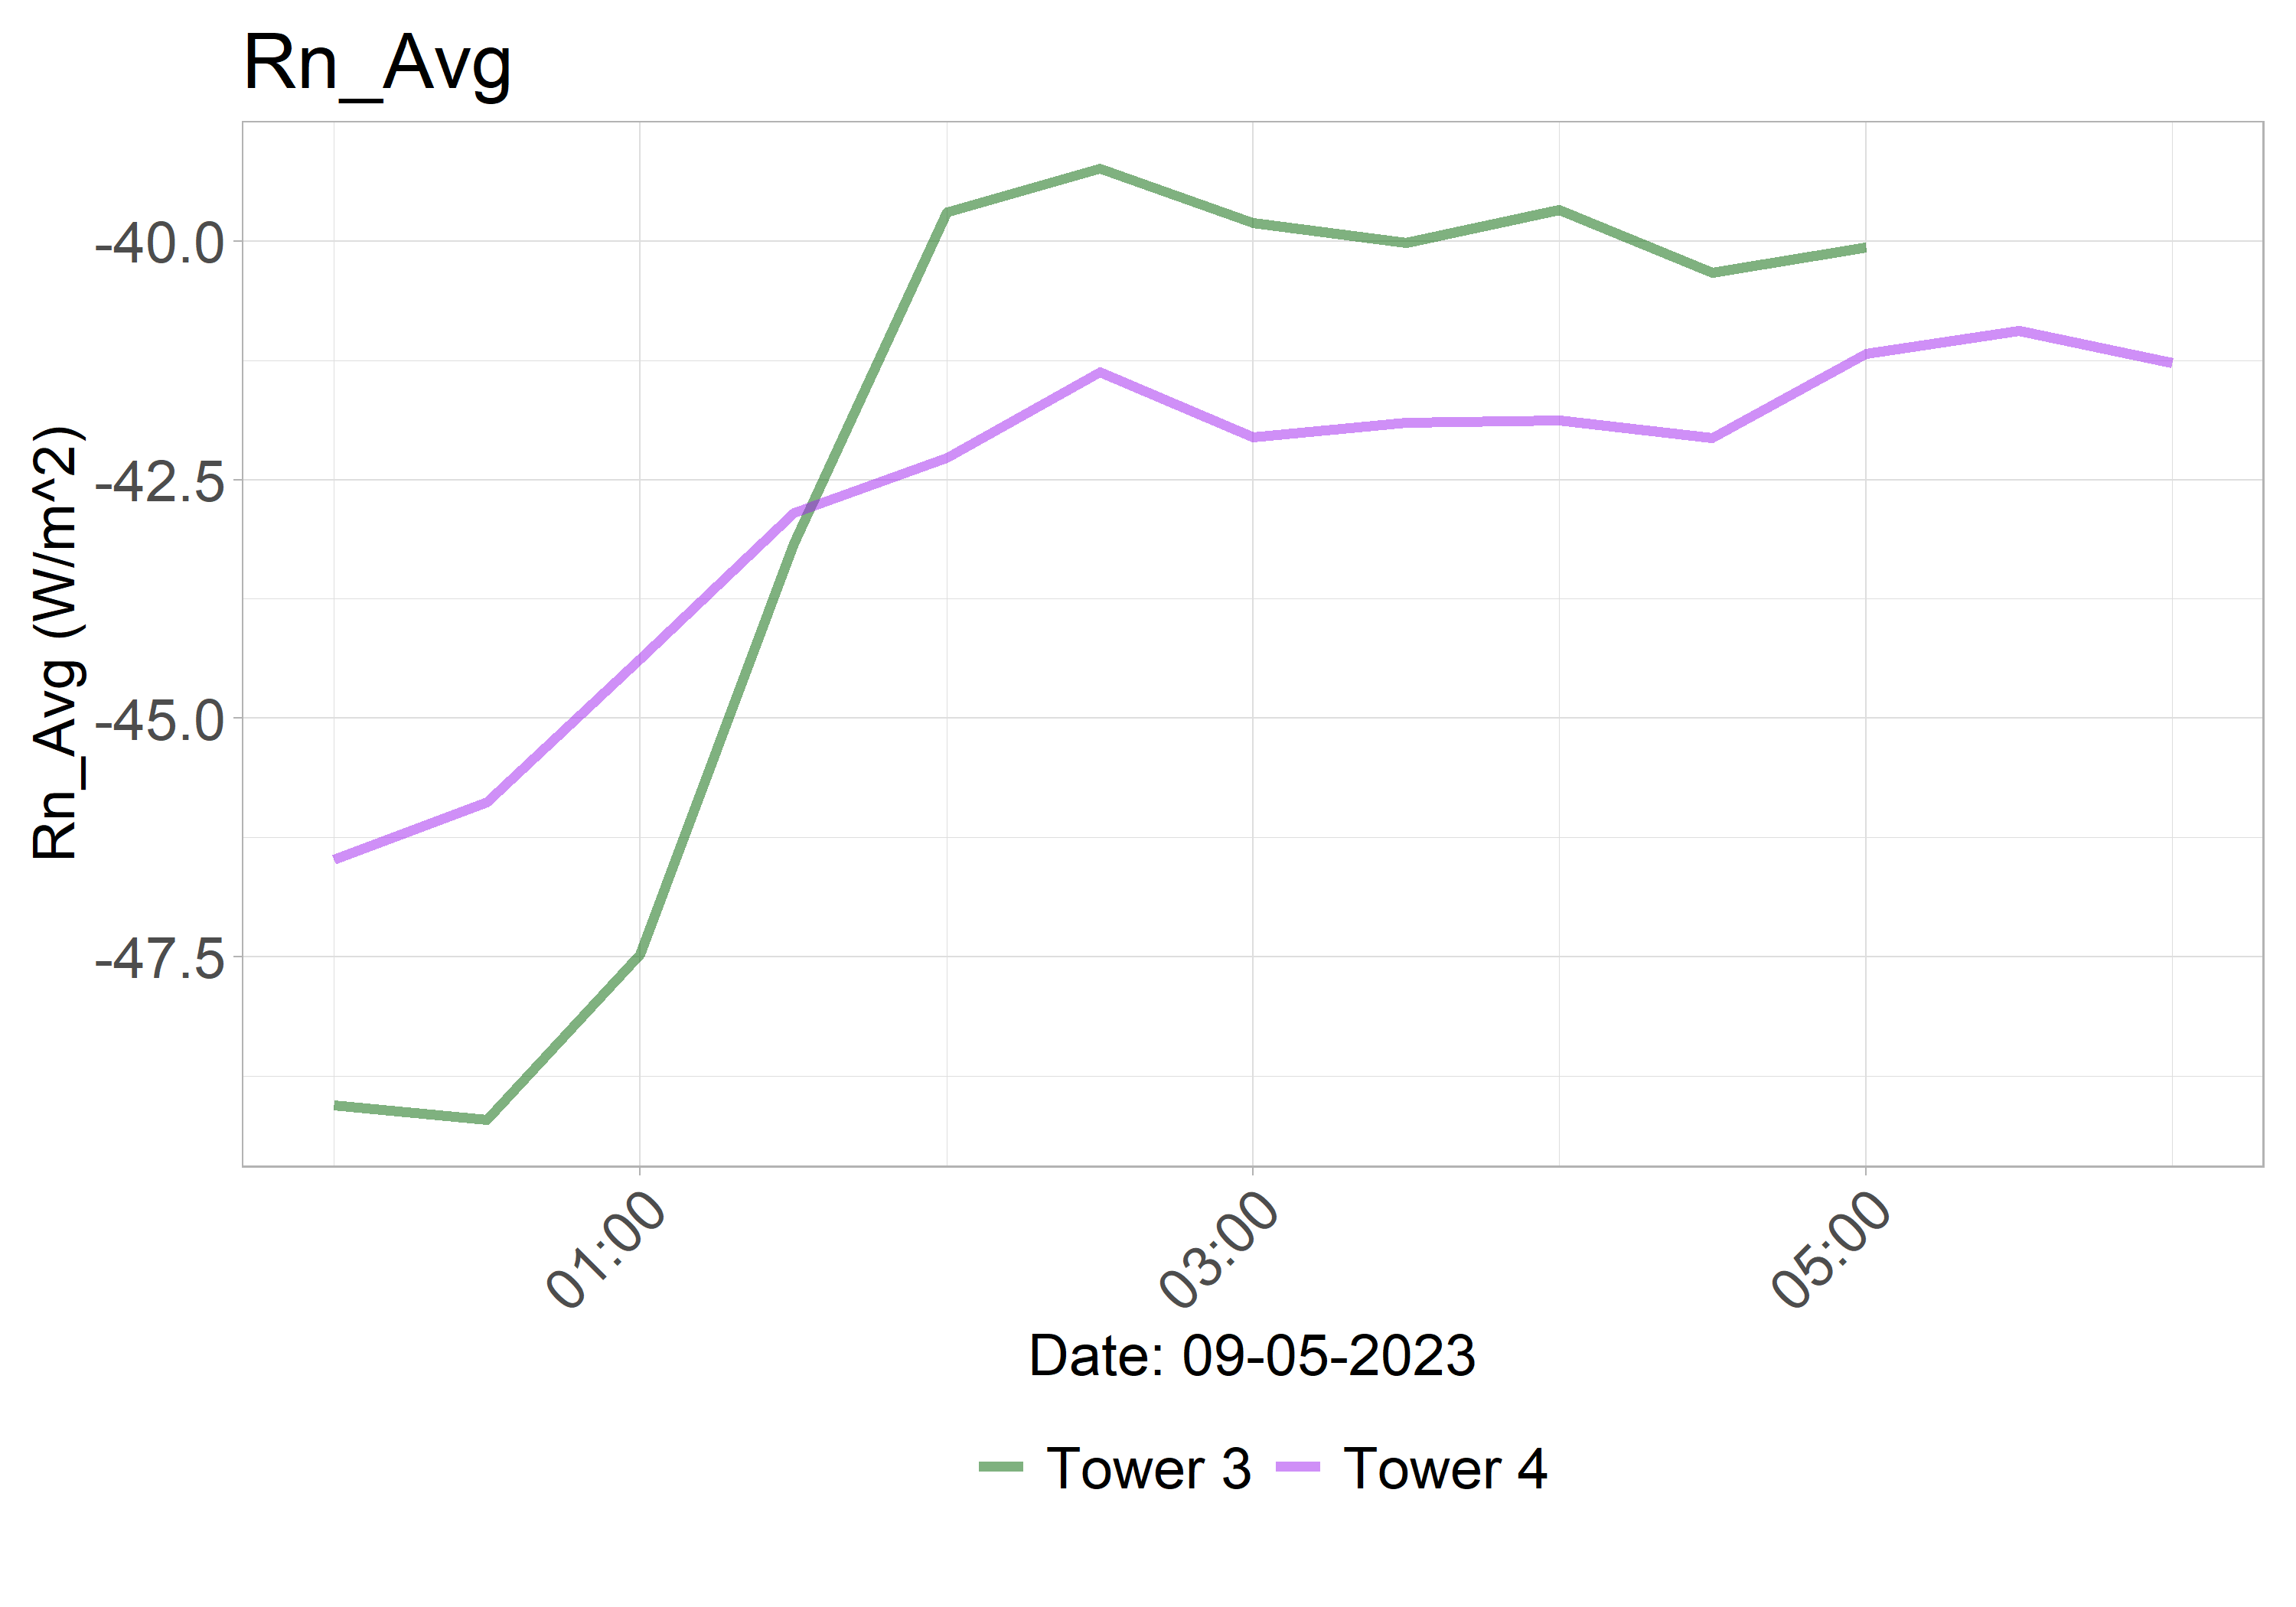 Rn_Avg
Rn_Avg (W/m^2)
-40.0
-42.5
-45.0
-47.5
01:00
03:00
05:00
Date: 09-05-2023
Tower 3
Tower 4